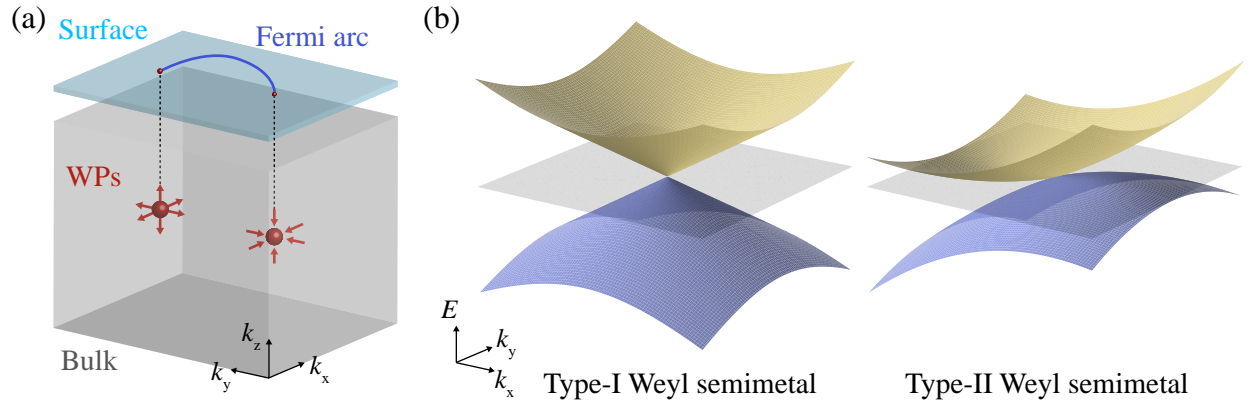 (a)
Surface
Fermi arc
WPs
Bulk
k_z
k_y
k_x
(b)
E
k_y
k_x
Type-I Weyl semimetal
Type-II Weyl semimetal